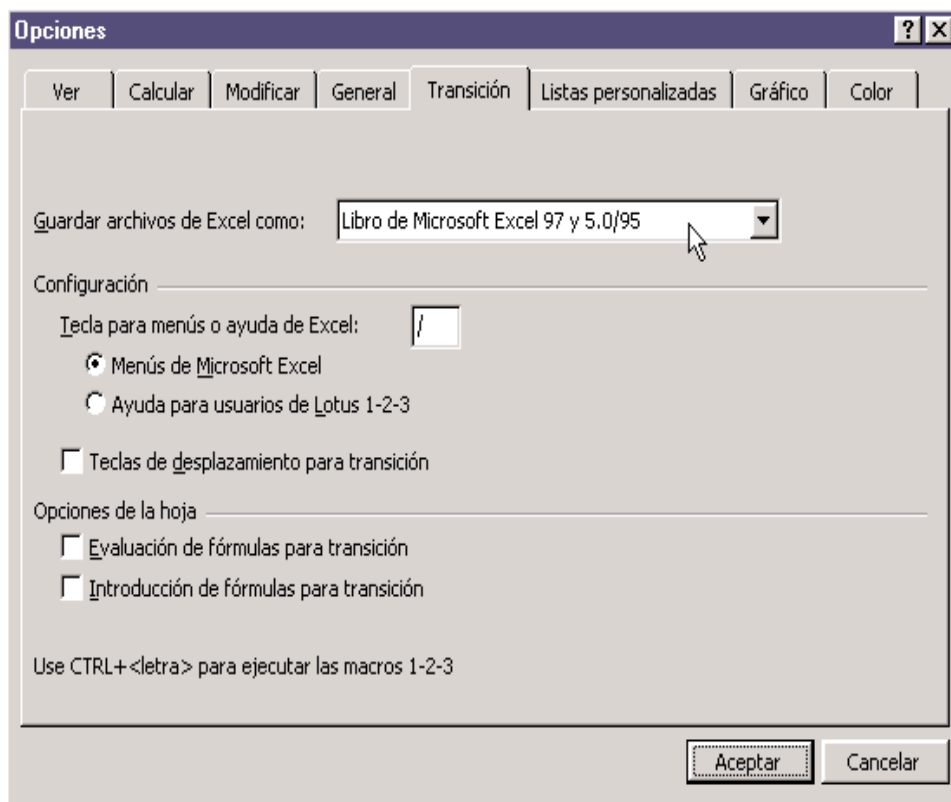 Opciones
Ver Calcular Modificar General Transición Listas personalizadas Gráfico Color
Guardar archivos de Excel como: Libro de Microsoft Excel 97 y 5.0/95
Configuración
Tecla para menús o ayuda de Excel: /
Menús de Microsoft Excel
Ayuda para usuarios de Lotus 1-2-3
Teclas de desplazamiento para transición
Opciones de la hoja
Evaluación de fórmulas para transición
Introducción de fórmulas para transición
Use CTRL+<letra> para ejecutar las macros 1-2-3
Aceptar Cancelar